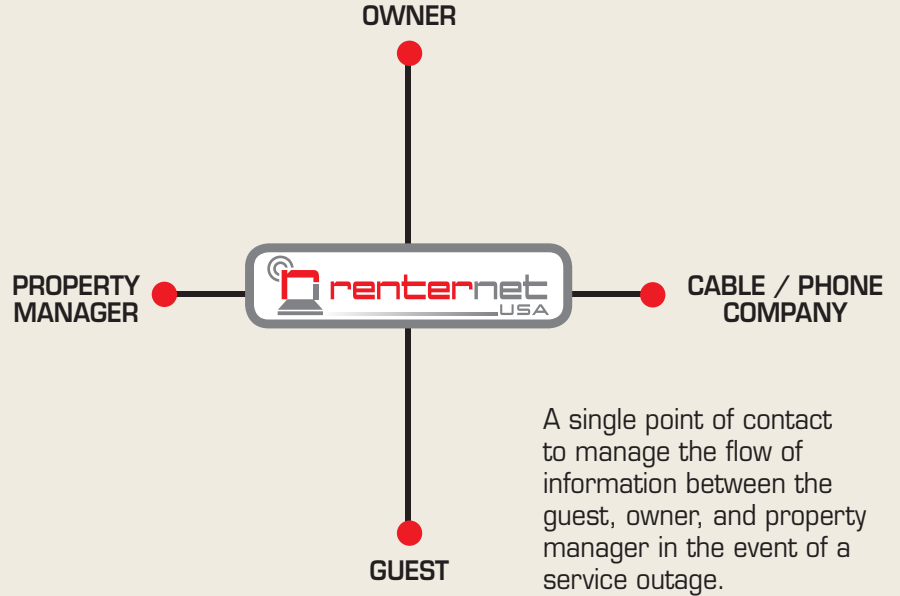 OWNER
PROPERTY
MANAGER
renternet
USA
CABLE / PHONE
COMPANY
A single point of contact
to manage the flow of
information between the
guest, owner, and property
manager in the event of a
service outage.
GUEST